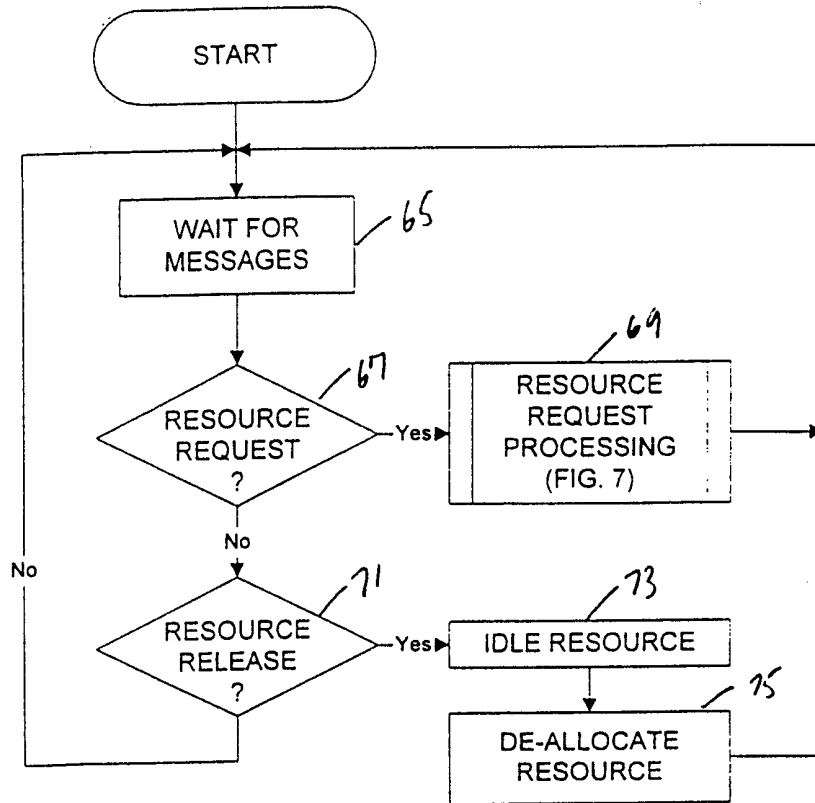 START
WAIT FOR
MESSAGES
65
RESOURCE
REQUEST
?
67
Yes
RESOURCE
REQUEST
PROCESSING
(FIG. 7)
69
No
No
RESOURCE
RELEASE
?
71
Yes
IDLE RESOURCE
73
DE-ALLOCATE
RESOURCE
75